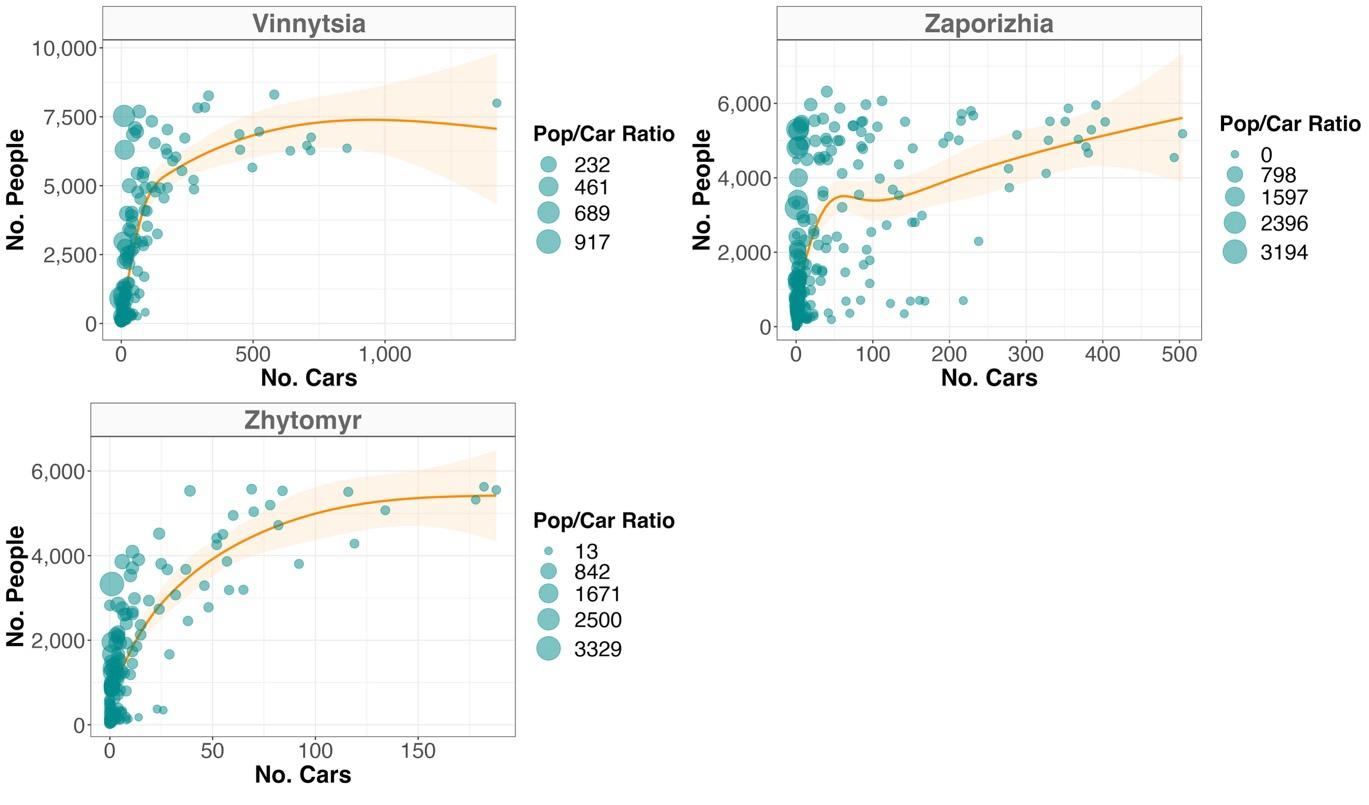 Vinnytsia
No. People
10,000
7,500
5,000
2,500
0
0 500 1,000
No. Cars
Pop/Car Ratio
232
461
689
917
Zaporizhia
No. People
6,000
4,000
2,000
0
0 100 200 300 400 500
No. Cars
Pop/Car Ratio
0
798
1597
2396
3194
Zhytomyr
No. People
6,000
4,000
2,000
0
0 50 100 150
No. Cars
Pop/Car Ratio
13
842
1671
2500
3329